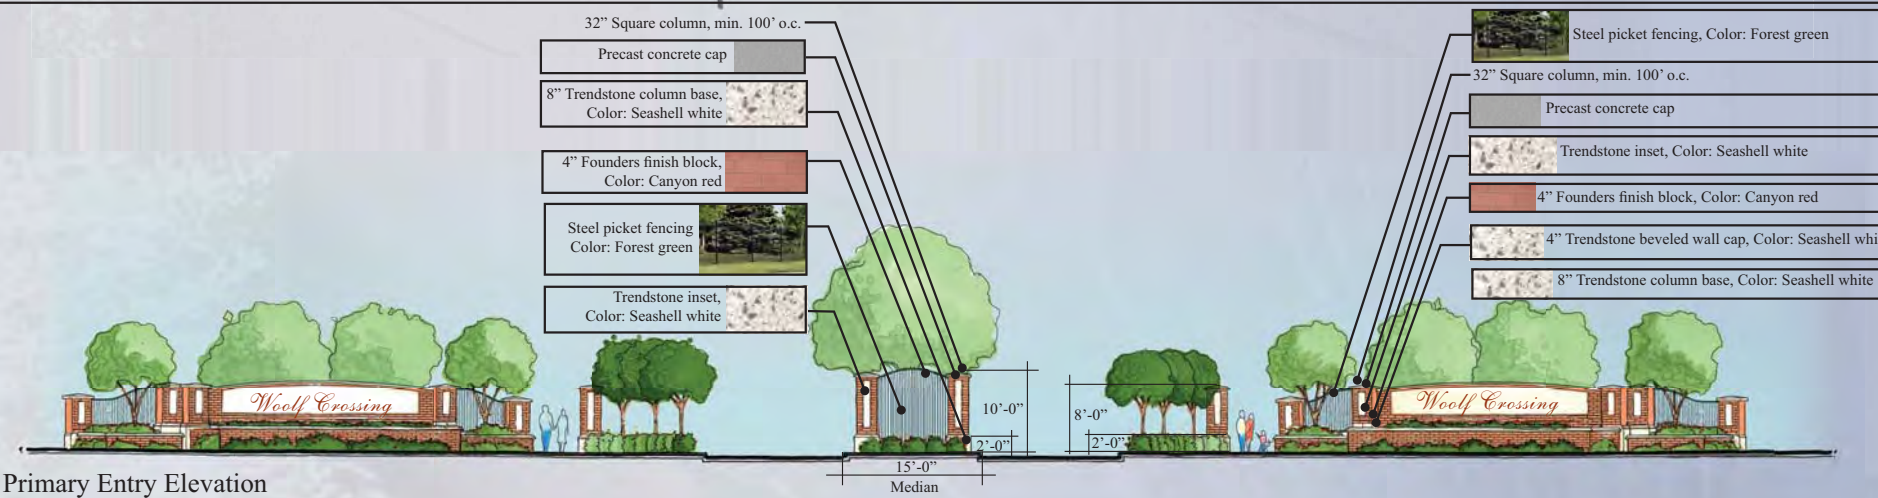 32” Square column, min. 100’ o.c.
Precast concrete cap
8” Trendstone column base,
Color: Seashell white
4” Founders finish block,
Color: Canyon red
Steel picket fencing
Color: Forest green
Trendstone inset,
Color: Seashell white
Steel picket fencing, Color: Forest green
32” Square column, min. 100’ o.c.
Precast concrete cap
Trendstone inset, Color: Seashell white
4” Founders finish block, Color: Canyon red
4” Trendstone beveled wall cap, Color: Seashell whi
8” Trendstone column base, Color: Seashell white
Woolf Crossing
10’-0”
2’-0”
15’-0”
Median
8’-0”
2’-0”
Woolf Crossing
Primary Entry Elevation